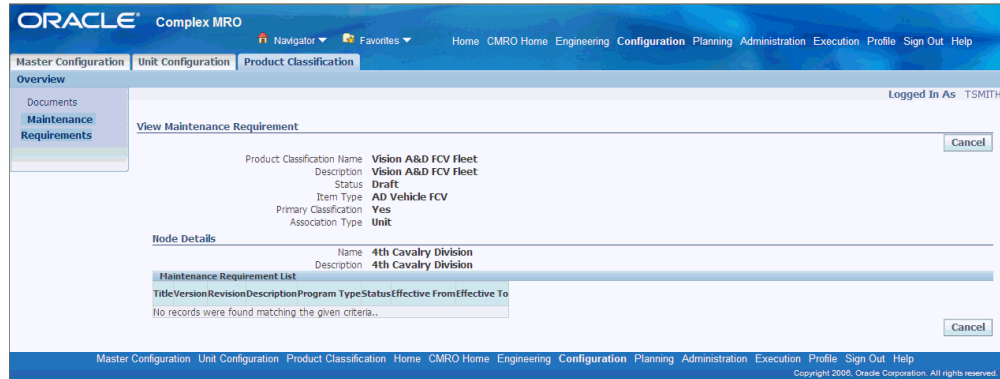 ORACLE® Complex MRO
Navigator Favorites Home CMRO Home Engineering Configuration Planning Administration Execution Profile Sign Out Help
Master Configuration Unit Configuration Product Classification
Overview
Logged In As TSMITH
Documents
Maintenance
Requirements
View Maintenance Requirement
Cancel
Product Classification Name Vision A&D FCV Fleet
Description Vision A&D FCV Fleet
Status Draft
Item Type AD Vehicle FCV
Primary Classification Yes
Association Type Unit
Node Details
Name 4th Cavalry Division
Description 4th Cavalry Division
Maintenance Requirement List
Title Version Revision Description Program Type Status Effective From Effective To
No records were found matching the given criteria..
Cancel
Master Configuration Unit Configuration Product Classification Home CMRO Home Engineering Configuration Planning Administration Execution Profile Sign Out Help
Copyright 2006, Oracle Corporation. All rights reserved.